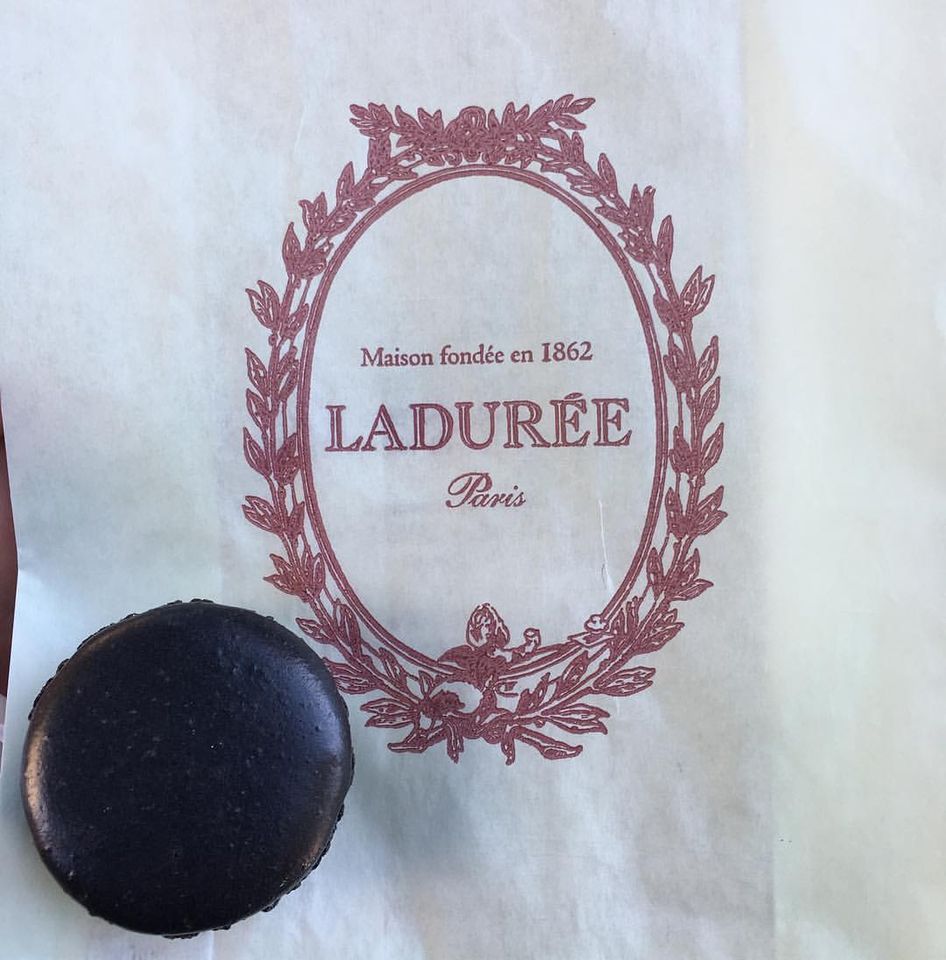 Maison fondée en 1862
LADURÉE
Paris